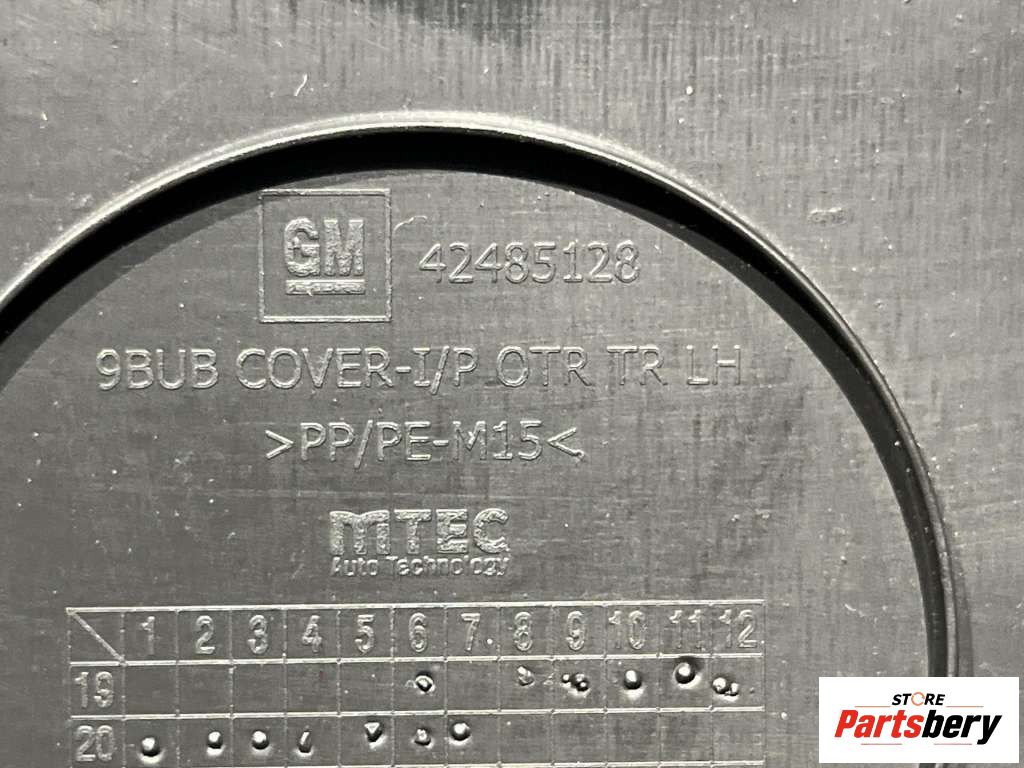 GM
42485128
9BUB COVER-I/P OTR TR LH
>PP/PE-M15<
MTEC
Auto Technology
1 2 3 4 5 6 7 8 9 10 11 12
19
20
STORE
Partsbery